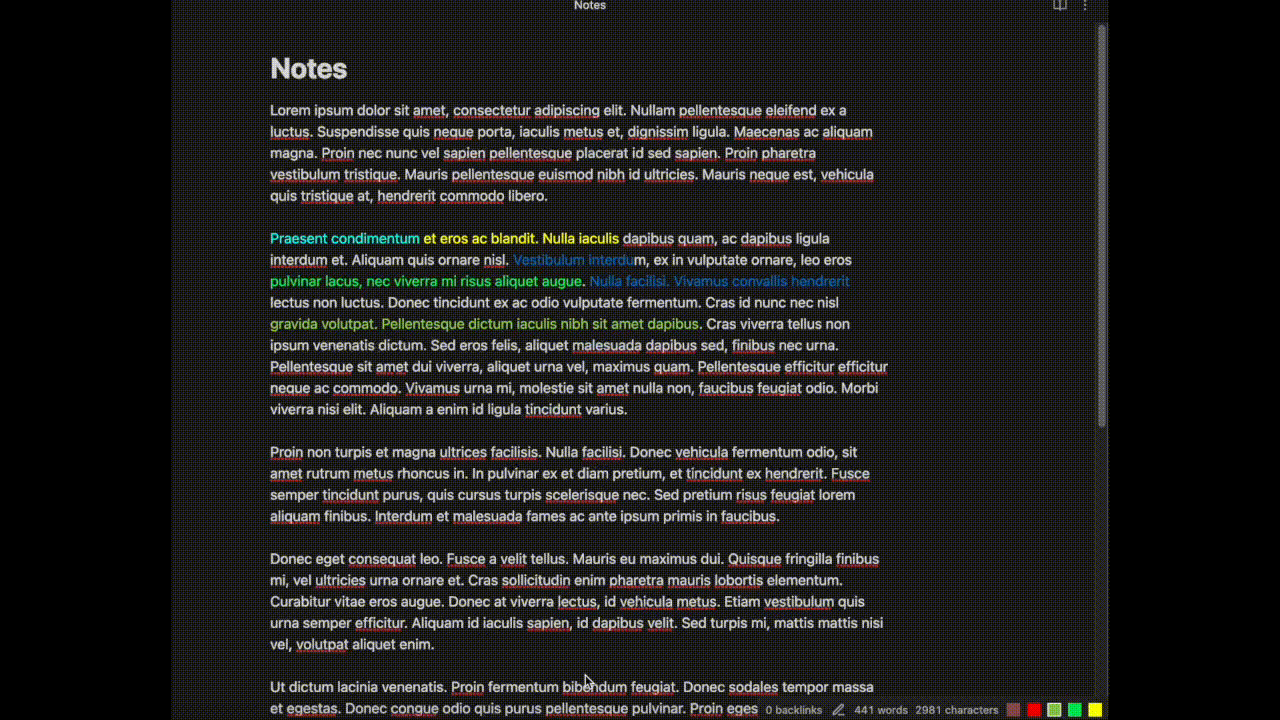 Notes
Notes
Lorem ipsum dolor sit amet, consectetur adipiscing elit. Nullam pellentesque eleifend ex a
luctus. Suspendisse quis neque porta, iaculis metus et, dignissim ligula. Maecenas ac aliquam
magna. Proin nec nunc vel sapien pellentesque placerat id sed sapien. Proin pharetra
vestibulum tristique. Mauris pellentesque euismod nibh id ultricies. Mauris neque est, vehicula
quis tristique at, hendrerit commodo libero.
Praesent condimentum et eros ac blandit. Nulla iaculis dapibus quam, ac dapibus ligula
interdum et. Aliquam quis ornare nisl. Vestibulum interdum, ex in vulputate ornare, leo eros
pulvinar lacus, nec viverra mi risus aliquet augue. Nulla facilisi. Vivamus convallis hendrerit
lectus non luctus. Donec tincidunt ex ac odio vulputate fermentum. Cras id nunc nec nisl
gravida volutpat. Pellentesque dictum iaculis nibh sit amet dapibus. Cras viverra tellus non
ipsum venenatis dictum. Sed eros felis, aliquet malesuada dapibus sed, finibus nec urna.
Pellentesque sit amet dui viverra, aliquet urna vel, maximus quam. Pellentesque efficitur efficitur
neque ac commodo. Vivamus urna mi, molestie sit amet nulla non, faucibus feugiat odio. Morbi
viverra nisi elit. Aliquam a enim id ligula tincidunt varius.
Proin non turpis et magna ultrices facilisis. Nulla facilisi. Donec vehicula fermentum odio, sit
amet rutrum metus rhoncus in. In pulvinar ex et diam pretium, et tincidunt ex hendrerit. Fusce
semper tincidunt purus, quis cursus turpis scelerisque nec. Sed pretium risus feugiat lorem
aliquam finibus. Interdum et malesuada fames ac ante ipsum primis in faucibus.
Donec eget consequat leo. Fusce a velit tellus. Mauris eu maximus dui. Quisque fringilla finibus
mi, vel ultricies urna ornare et. Cras sollicitudin enim pharetra mauris lobortis elementum.
Curabitur vitae eros augue. Donec at viverra lectus, id vehicula metus. Etiam vestibulum quis
urna semper efficitur. Aliquam id iaculis sapien, id dapibus velit. Sed turpis mi, mattis mattis nisi
vel, volutpat aliquet enim.
Ut dictum lacinia venenatis. Proin fermentum bibendum feugiat. Donec sodales tempor massa
et egestas. Donec congue odio quis purus pellentesque pulvinar. Proin eges
0 backlinks 441 words 2981 characters